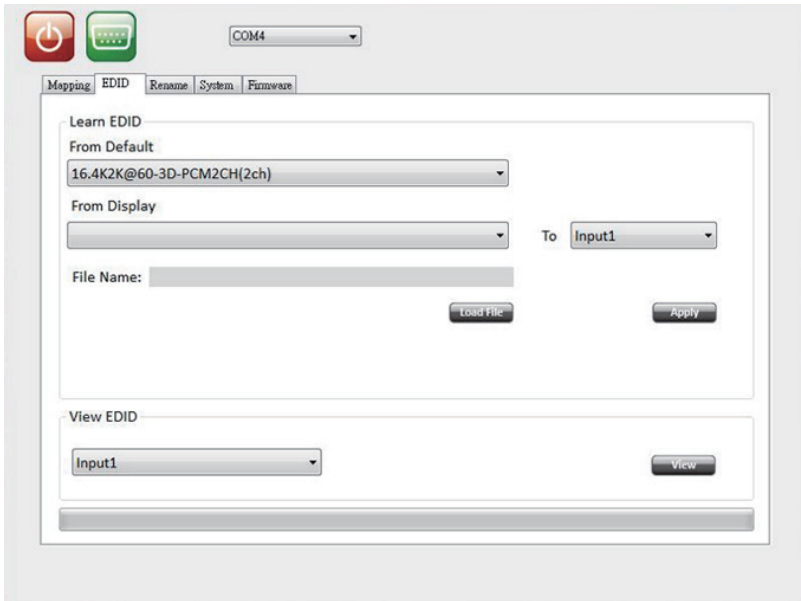 COM4
Mapping EDID Rename System Firmware
Learn EDID
From Default
16.4K2K@60-3D-PCM2CH(2ch)
From Display
To Input1
File Name:
Load File Apply
View EDID
Input1 View